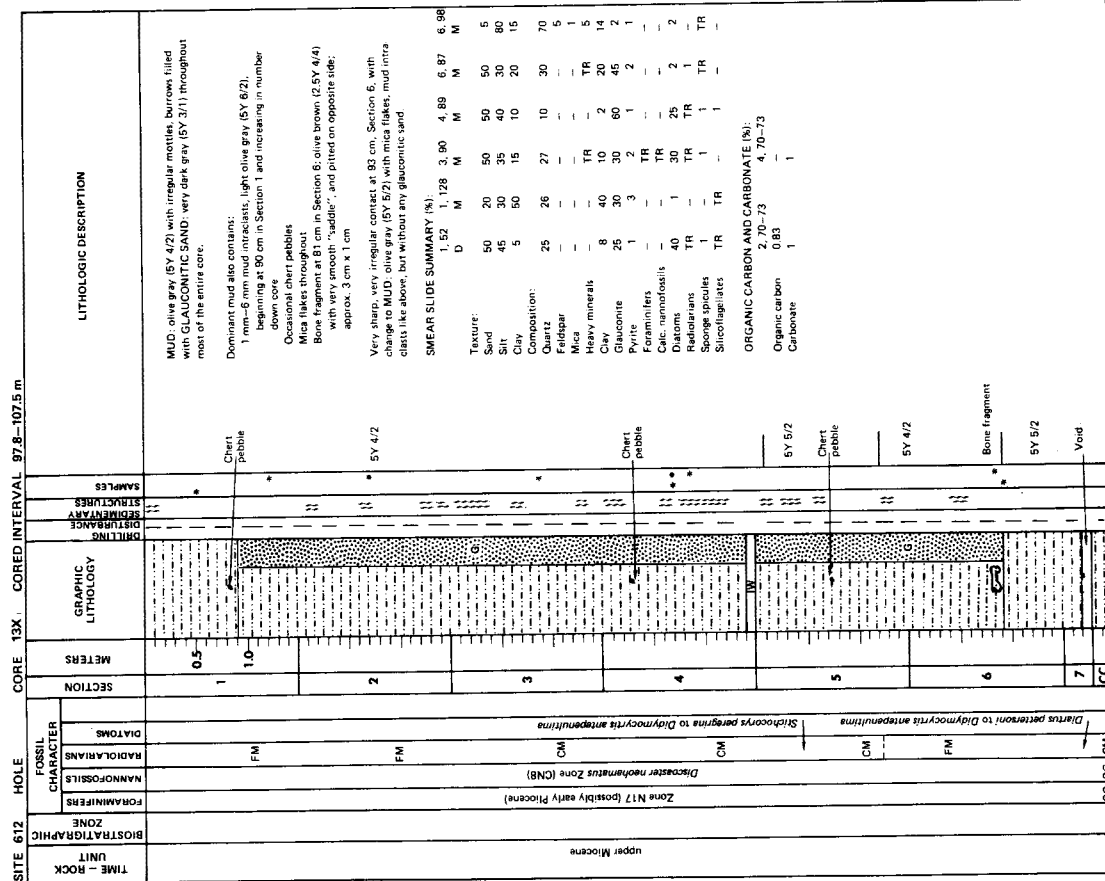 SITE 612 HOLE CORE 13X CORED INTERVAL 97.8–107.5 m
TIME – ROCK UNIT
BIOSTRATIGRAPHIC ZONE
FOSSIL CHARACTER
FORAMINIFERS
NANNOFOSSILS
RADIOLARIANS
DIATOMS
SECTION
METERS
GRAPHIC LITHOLOGY
DRILLING DISTURBANCE
SEDIMENTARY STRUCTURES
SAMPLES
LITHOLOGIC DESCRIPTION
upper Miocene
Zone N17 (possibly early Pliocene)
Discoaster neohamatus Zone (CN8)
FM
FM
CM
CM
CM
FM
Stichocorys peregrina to Didymocyrtis antepenultima
Diartus pettersoni to Didymocyrtis antepenultima
1
2
3
4
5
6
7
CC
0.5
1.0
G
G
IW
Chert pebble
5Y 4/2
Chert pebble
5Y 5/2
Chert pebble
5Y 4/2
Bone fragment
5Y 5/2
Void
MUD: olive gray (5Y 4/2) with irregular mottles, burrows filled
with GLAUCONITIC SAND: very dark gray (5Y 3/1) throughout
most of the entire core.
Dominant mud also contains:
1 mm–6 mm mud intraclasts, light olive gray (5Y 6/2),
beginning at 90 cm in Section 1 and increasing in number
down core
Occasional chert pebbles
Mica flakes throughout
Bone fragment at 81 cm in Section 6: olive brown (2.5Y 4/4)
with very smooth "saddle", and pitted on opposite side;
approx. 3 cm x 1 cm
Very sharp, very irregular contact at 93 cm, Section 6, with
change to MUD: olive gray (5Y 5/2) with mica flakes, mud intra
clasts like above, but without any glauconitic sand.
SMEAR SLIDE SUMMARY (%):
1, 52 1, 128 3, 90 4, 89 6, 87 6, 98
D M M M M M
Texture:
Sand 50 20 50 50 50 5
Silt 45 30 35 40 30 80
Clay 5 50 15 10 20 15
Composition:
Quartz 25 26 27 10 30 70
Feldspar – – – – – 5
Mica – – – – – 1
Heavy minerals – – TR – TR 5
Clay 8 40 10 2 20 14
Glauconite 25 30 30 60 45 2
Pyrite 1 3 2 1 2 1
Foraminifers – – TR – – –
Calc. nannofossils – – TR – – –
Diatoms 40 1 30 25 2 2
Radiolarians TR – TR TR 1 –
Sponge spicules 1 – 1 1 TR TR
Silicoflagellates TR TR – 1 – –
ORGANIC CARBON AND CARBONATE (%):
2, 70–73 4, 70–73
Organic carbon 0.83 –
Carbonate 1 1